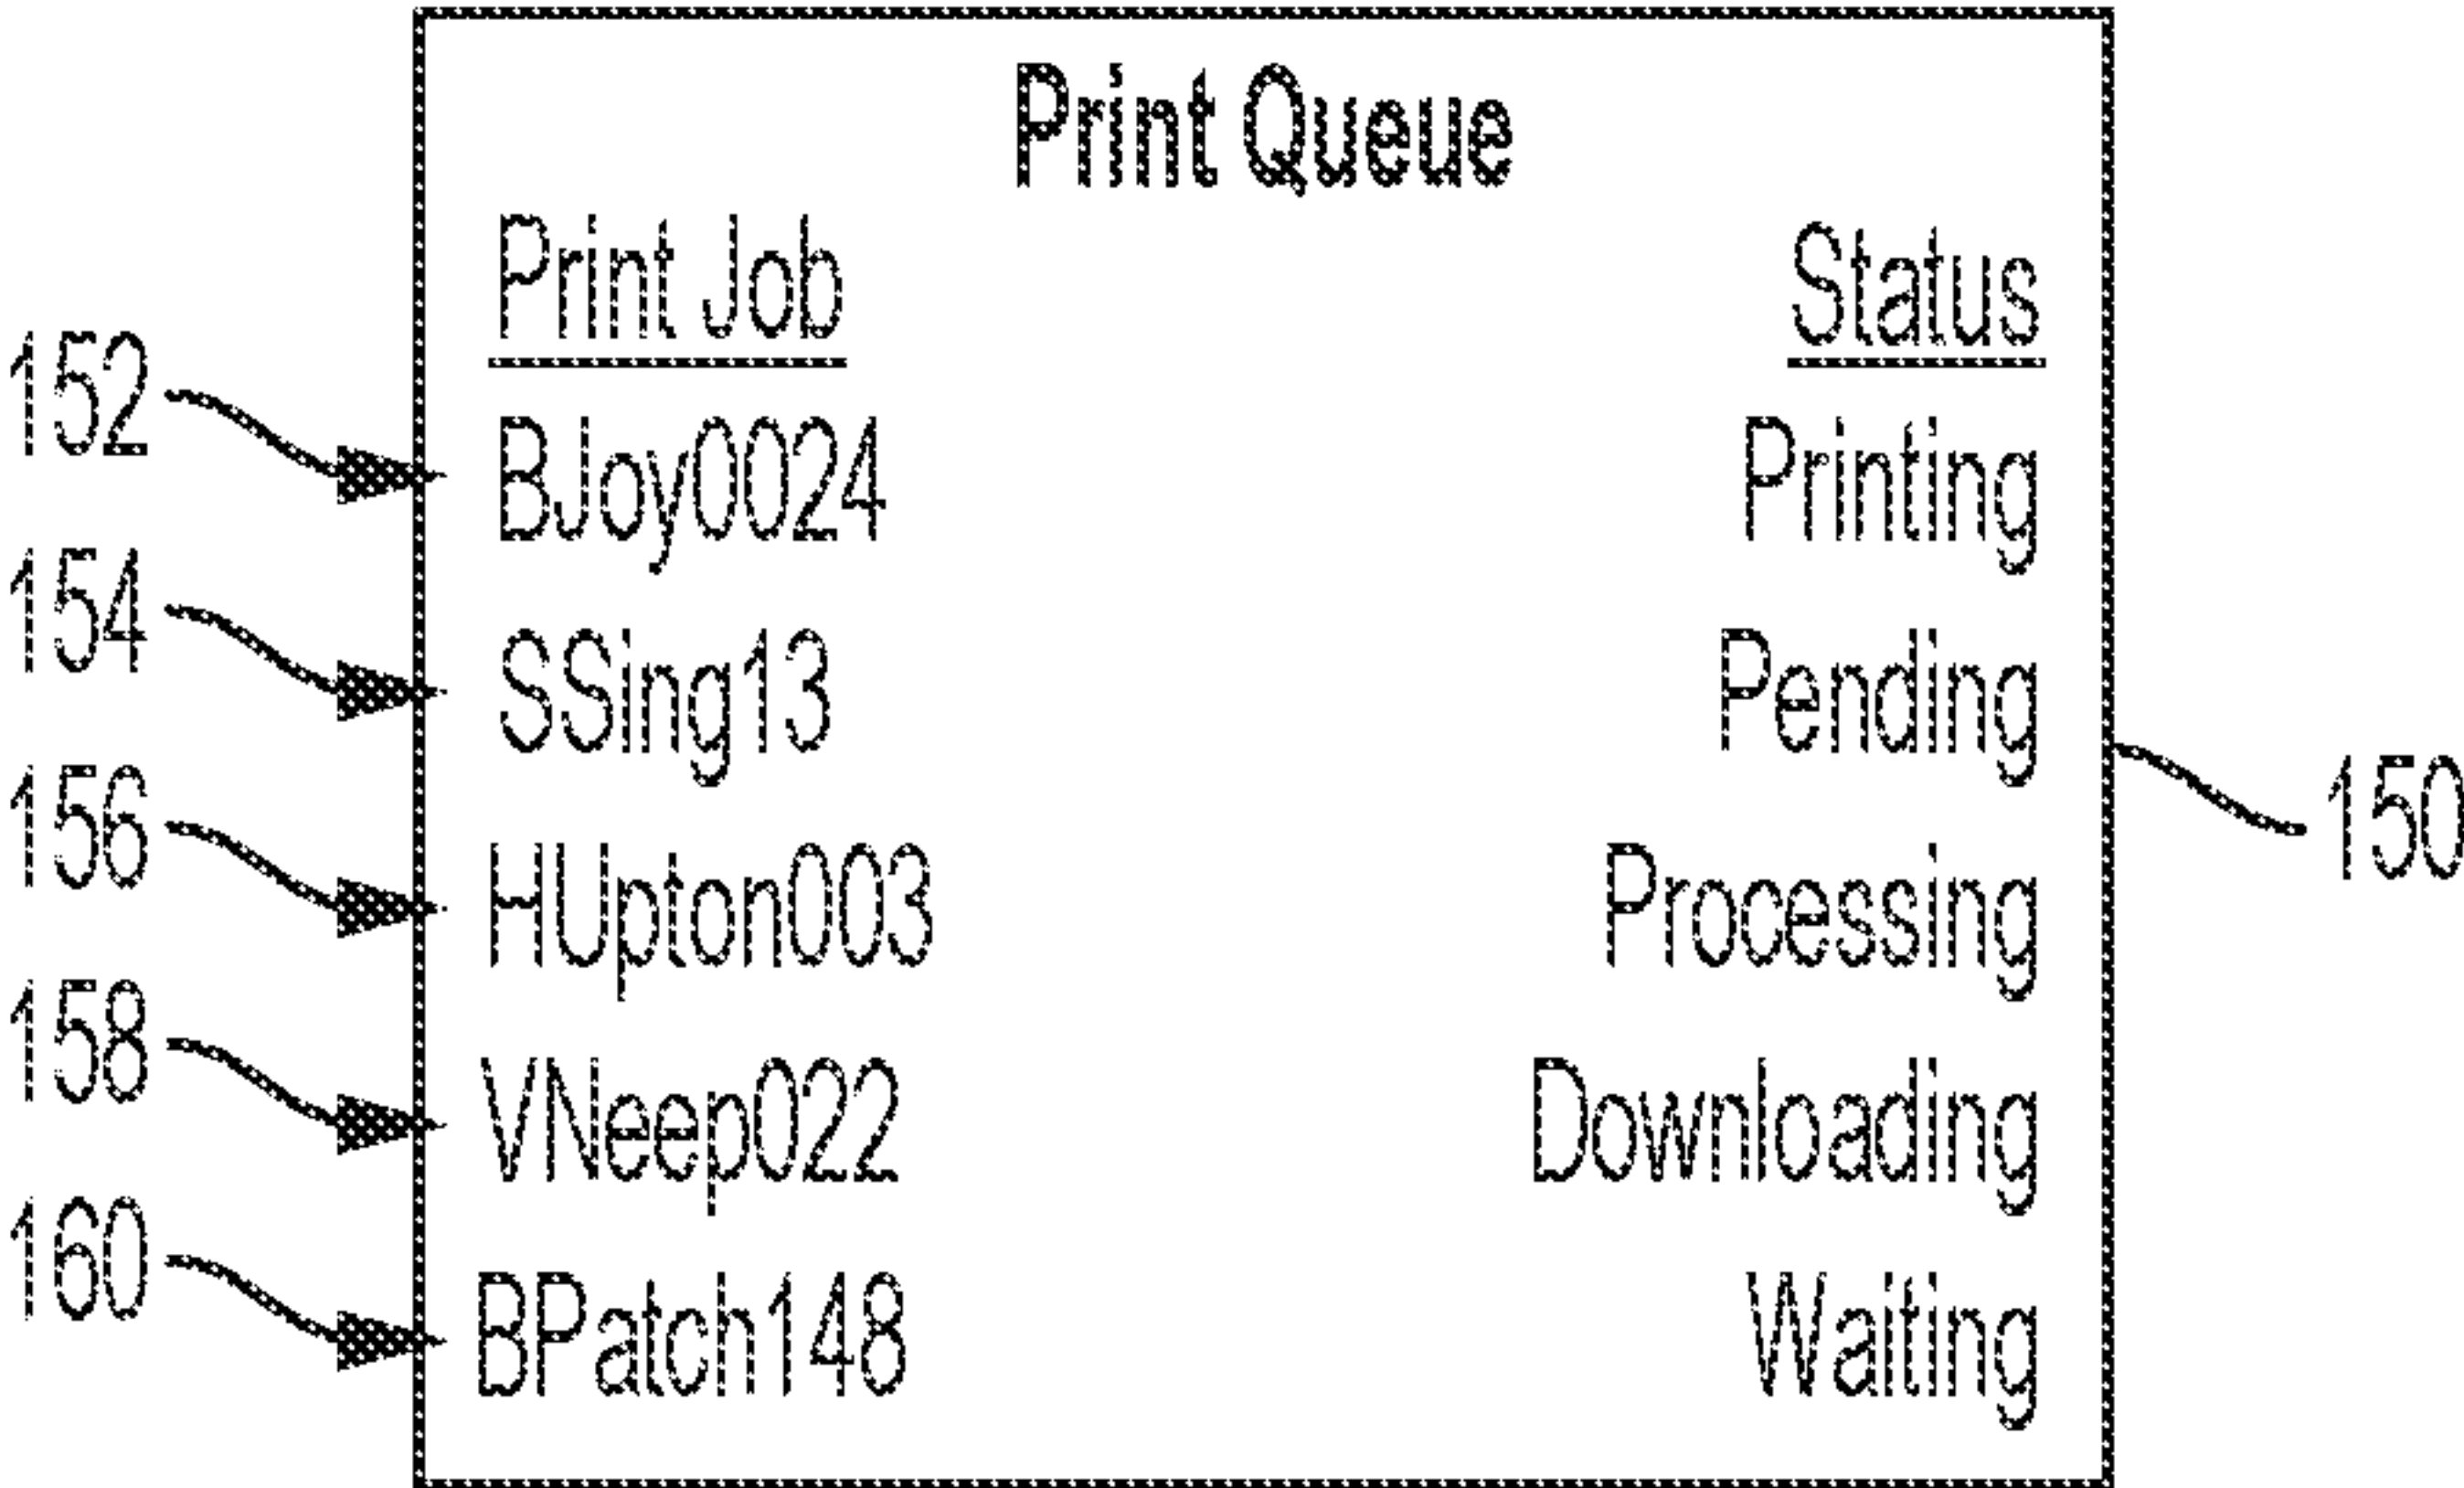 Print Queue
Print Job Status
152 BJoy0024 Printing
154 SSing13 Pending
156 HUpton003 Processing 150
158 VNeep022 Downloading
160 BPatch148 Waiting